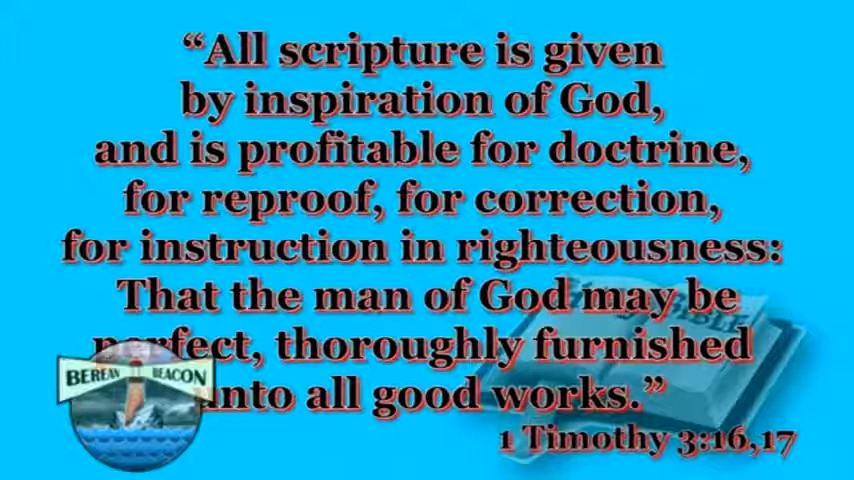 “All scripture is given
by inspiration of God,
and is profitable for doctrine,
for reproof, for correction,
for instruction in righteousness:
That the man of God may be
perfect, thoroughly furnished
unto all good works.”
1 Timothy 3:16,17
BEREAN BEACON